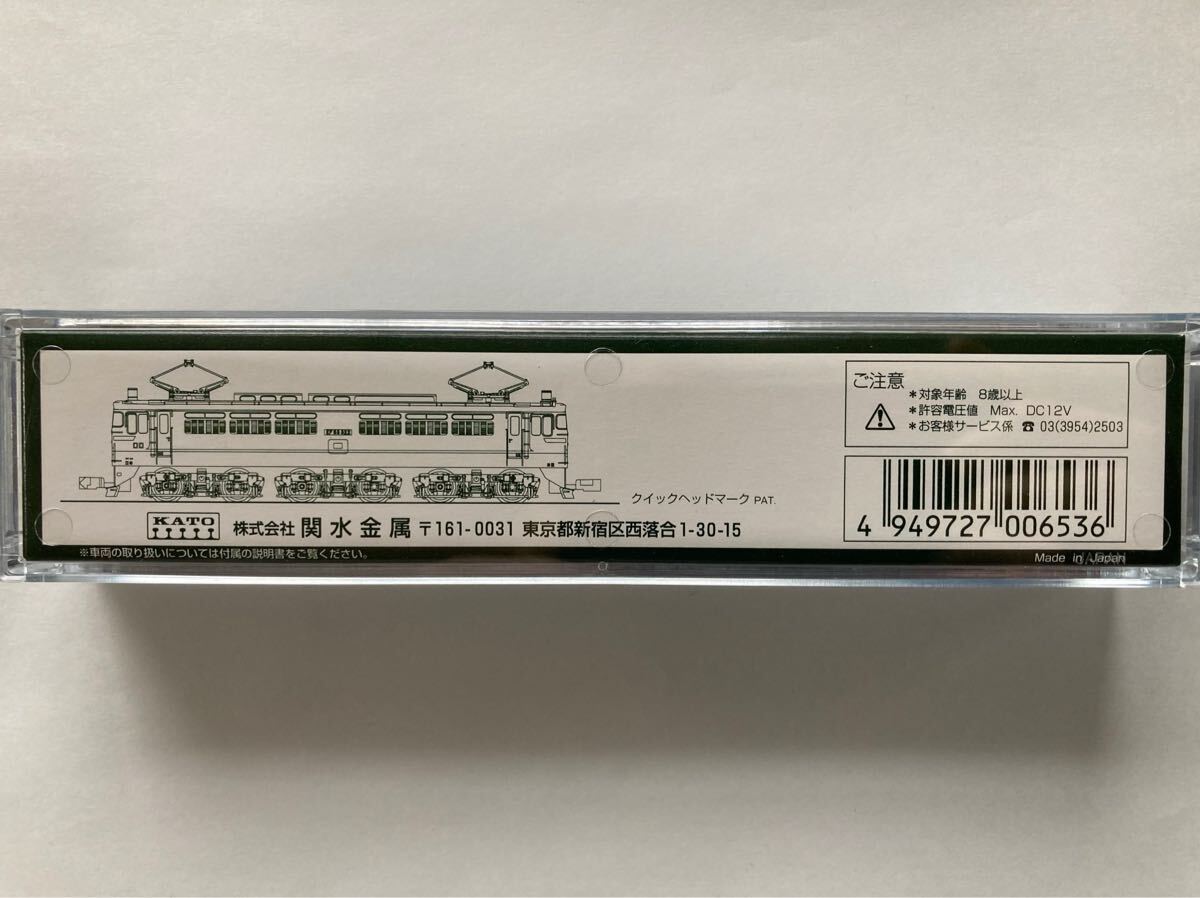 ご注意
*対象年齢 8歳以上
*許容電圧値 Max. DC12V
*お客様サービス係 ☎ 03(3954)2503
クイックヘッドマーク PAT.
KATO
株式会社 関水金属 〒161-0031 東京都新宿区西落合1-30-15
4 949727 006536
※車両の取り扱いについては付属の説明書をご覧ください。
Made in Japan
JAPAN